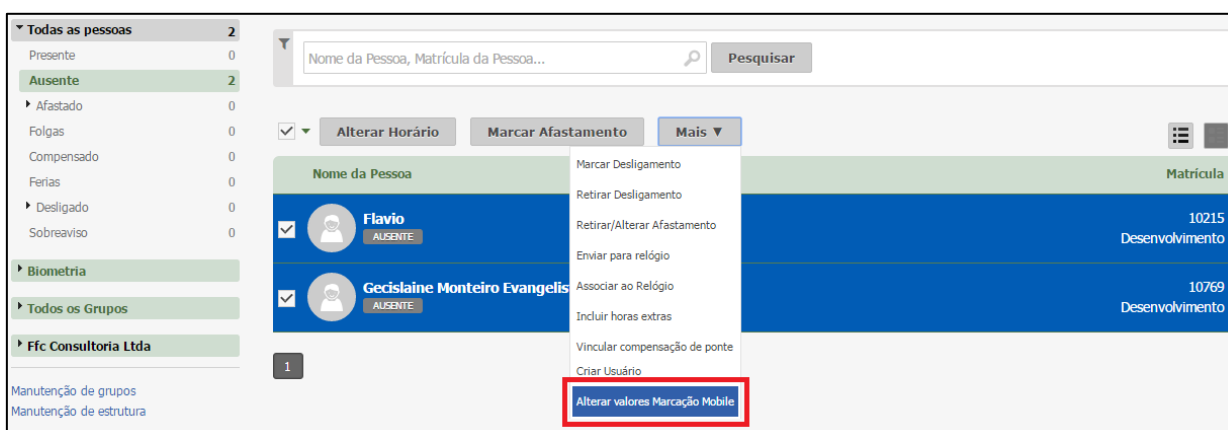 Todas as pessoas 2
Presente 0
Ausente 2
Afastado 0
Folgas 0
Compensado 0
Ferias 0
Desligado 0
Sobreaviso 0
Biometria
Todos os Grupos
Ffc Consultoria Ltda
Manutenção de grupos
Manutenção de estrutura
Nome da Pessoa, Matrícula da Pessoa...
Pesquisar
Alterar Horário Marcar Afastamento Mais ▼
Marcar Desligamento
Retirar Desligamento
Retirar/Alterar Afastamento
Enviar para relógio
Associar ao Relógio
Incluir horas extras
Vincular compensação de ponte
Criar Usuário
Alterar valores Marcação Mobile
Nome da Pessoa Matrícula
Flavio 10215
AUSENTE Desenvolvimento
Gecislaine Monteiro Evangelis 10769
AUSENTE Desenvolvimento
1